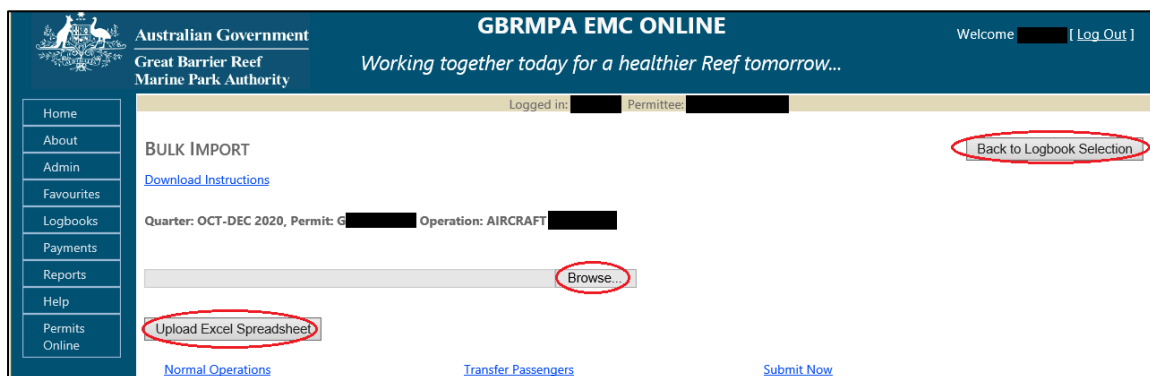 GBRMPA EMC ONLINE
Australian Government
Welcome [ Log Out ]
Great Barrier Reef
Marine Park Authority
Working together today for a healthier Reef tomorrow...
Logged in: Permittee:
Home
About
Admin
Favourites
Logbooks
Payments
Reports
Help
Permits
Online
BULK IMPORT
Back to Logbook Selection
Download Instructions
Quarter: OCT-DEC 2020, Permit: G Operation: AIRCRAFT
Browse...
Upload Excel Spreadsheet
Normal Operations Transfer Passengers Submit Now